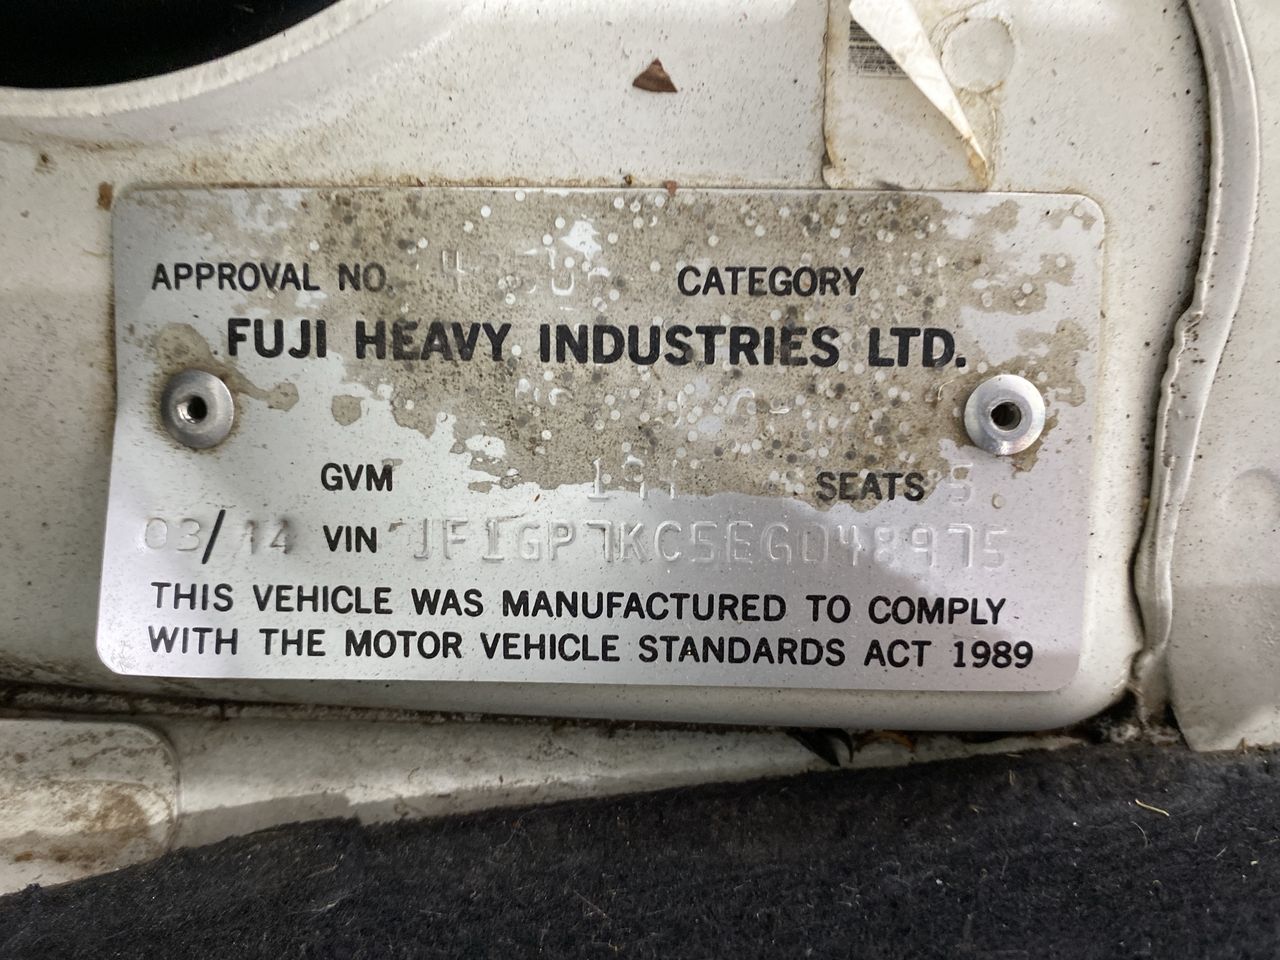 APPROVAL NO. CATEGORY
FUJI HEAVY INDUSTRIES LTD.
GVM SEATS 5
03/14 VIN JF1GP7KC5EG048975
THIS VEHICLE WAS MANUFACTURED TO COMPLY
WITH THE MOTOR VEHICLE STANDARDS ACT 1989